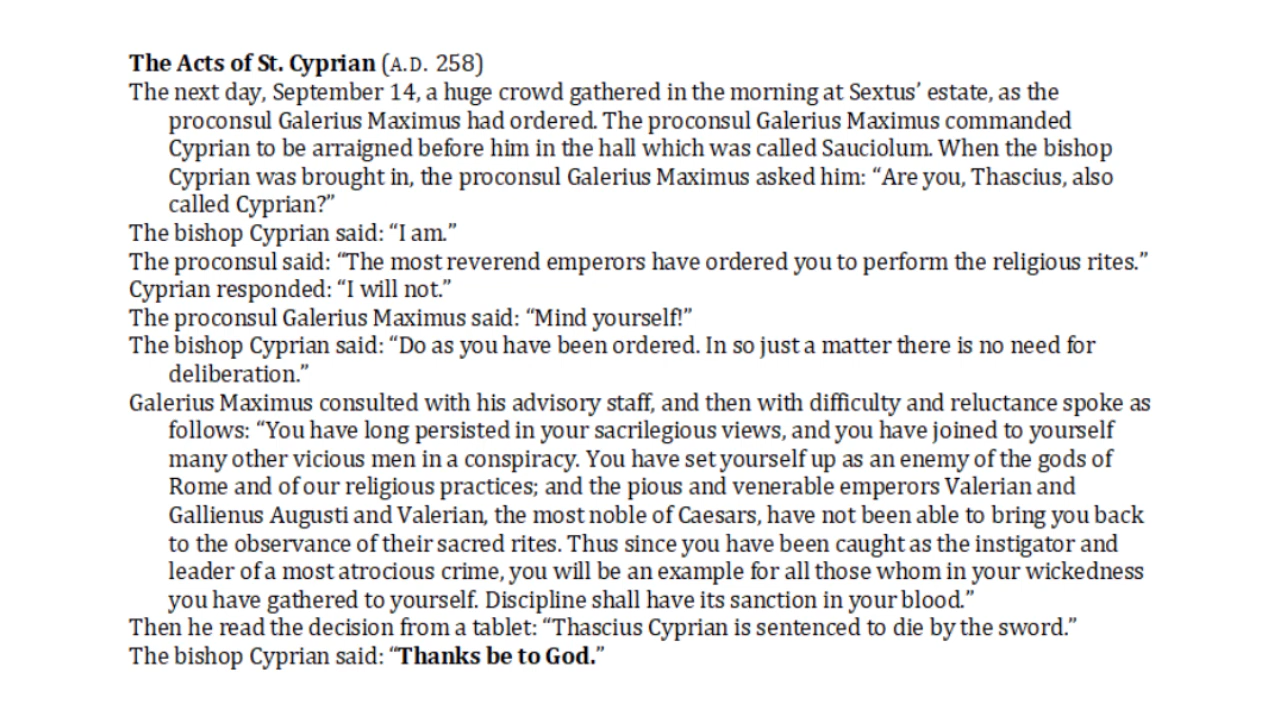 The Acts of St. Cyprian (A.D. 258)
The next day, September 14, a huge crowd gathered in the morning at Sextus’ estate, as the
proconsul Galerius Maximus had ordered. The proconsul Galerius Maximus commanded
Cyprian to be arraigned before him in the hall which was called Sauciolum. When the bishop
Cyprian was brought in, the proconsul Galerius Maximus asked him: “Are you, Thascius, also
called Cyprian?”
The bishop Cyprian said: “I am.”
The proconsul said: “The most reverend emperors have ordered you to perform the religious rites.”
Cyprian responded: “I will not.”
The proconsul Galerius Maximus said: “Mind yourself!”
The bishop Cyprian said: “Do as you have been ordered. In so just a matter there is no need for
deliberation.”
Galerius Maximus consulted with his advisory staff, and then with difficulty and reluctance spoke as
follows: “You have long persisted in your sacrilegious views, and you have joined to yourself
many other vicious men in a conspiracy. You have set yourself up as an enemy of the gods of
Rome and of our religious practices; and the pious and venerable emperors Valerian and
Gallienus Augusti and Valerian, the most noble of Caesars, have not been able to bring you back
to the observance of their sacred rites. Thus since you have been caught as the instigator and
leader of a most atrocious crime, you will be an example for all those whom in your wickedness
you have gathered to yourself. Discipline shall have its sanction in your blood.”
Then he read the decision from a tablet: “Thascius Cyprian is sentenced to die by the sword.”
The bishop Cyprian said: “Thanks be to God.”